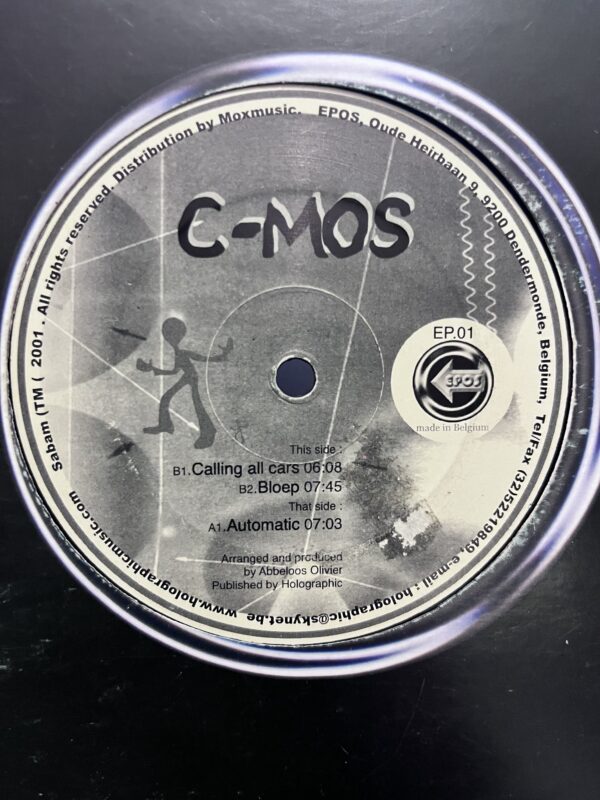 Sabam (TM ( 2001 . All rights reserved. Distribution by Moxmusic. EPOS, Oude Heirbaan 9, 9200 Dendermonde, Belgium, Tel/Fax (32)52219849, e-mail : holographic@skynet.be www.holographicmusic.com
C-MOS
EP.01
EPOS
made in Belgium
This side :
B1.Calling all cars 06:08
B2.Bloep 07:45
That side :
A1.Automatic 07:03
Arranged and produced
by Abbeloos Olivier
Published by Holographic